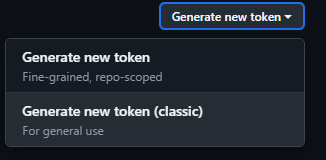 Generate new token
Generate new token
Fine-grained, repo-scoped
Generate new token (classic)
For general use